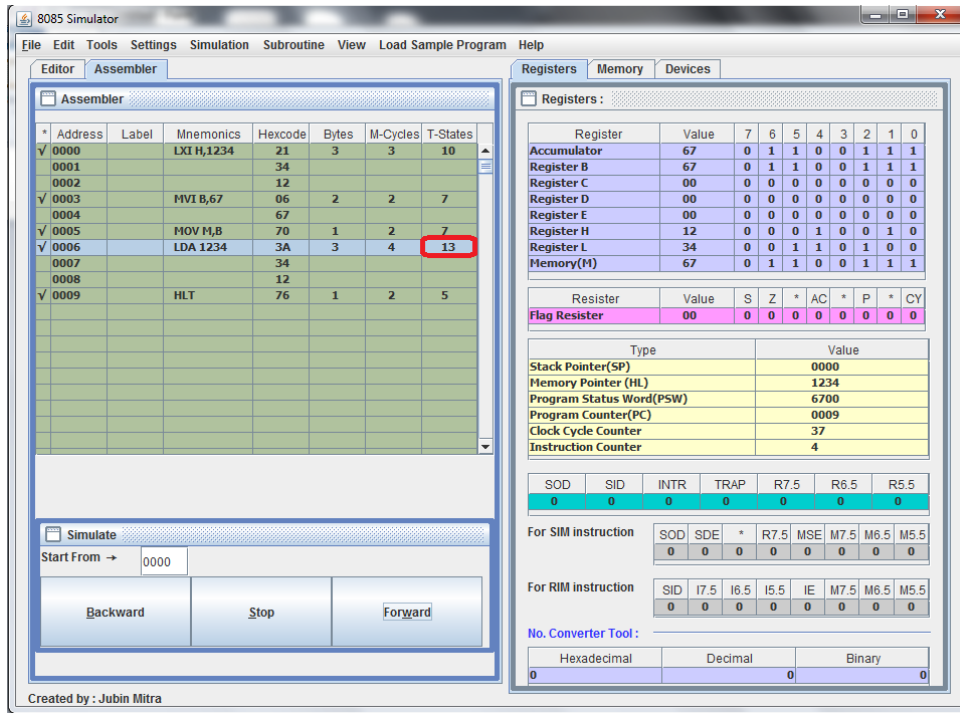 8085 Simulator
File Edit Tools Settings Simulation Subroutine View Load Sample Program Help
Editor Assembler
Assembler
* Address Label Mnemonics Hexcode Bytes M-Cycles T-States
√ 0000 LXI H,1234 21 3 3 10
0001 34
0002 12
√ 0003 MVI B,67 06 2 2 7
0004 67
√ 0005 MOV M,B 70 1 2 7
√ 0006 LDA 1234 3A 3 4 13
0007 34
0008 12
√ 0009 HLT 76 1 2 5
Simulate
Start From → 0000
Backward Stop Forward
Created by : Jubin Mitra
Registers Memory Devices
Registers :
Register Value 7 6 5 4 3 2 1 0
Accumulator 67 0 1 1 0 0 1 1 1
Register B 67 0 1 1 0 0 1 1 1
Register C 00 0 0 0 0 0 0 0 0
Register D 00 0 0 0 0 0 0 0 0
Register E 00 0 0 0 0 0 0 0 0
Register H 12 0 0 0 1 0 0 1 0
Register L 34 0 0 1 1 0 1 0 0
Memory(M) 67 0 1 1 0 0 1 1 1
Resister Value S Z * AC * P * CY
Flag Resister 00 0 0 0 0 0 0 0 0
Type Value
Stack Pointer(SP) 0000
Memory Pointer (HL) 1234
Program Status Word(PSW) 6700
Program Counter(PC) 0009
Clock Cycle Counter 37
Instruction Counter 4
SOD SID INTR TRAP R7.5 R6.5 R5.5
0 0 0 0 0 0 0
For SIM instruction SOD SDE * R7.5 MSE M7.5 M6.5 M5.5
0 0 0 0 0 0 0 0
For RIM instruction SID I7.5 I6.5 I5.5 IE M7.5 M6.5 M5.5
0 0 0 0 0 0 0 0
No. Converter Tool :
Hexadecimal Decimal Binary
0 0 0